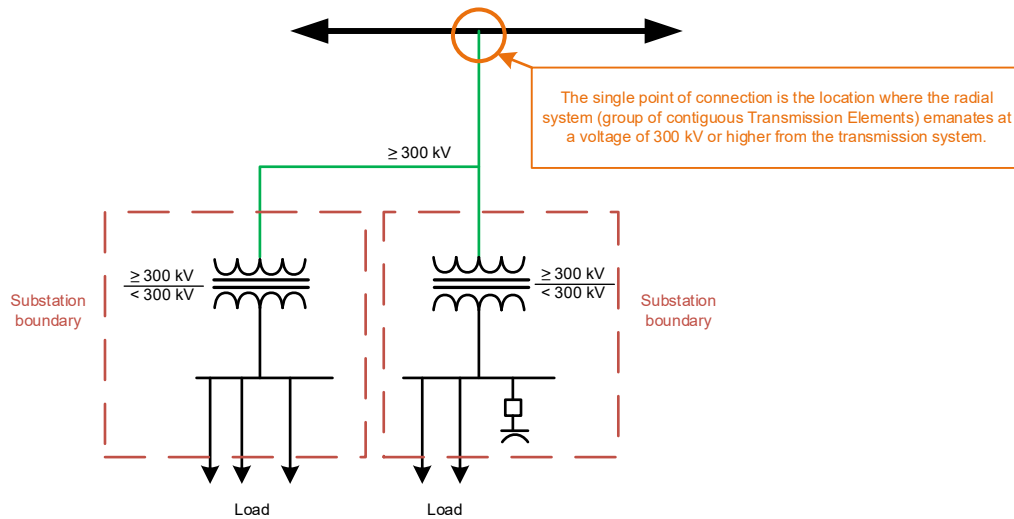 The single point of connection is the location where the radial
system (group of contiguous Transmission Elements) emanates at
a voltage of 300 kV or higher from the transmission system.
≥ 300 kV
≥ 300 kV
< 300 kV
≥ 300 kV
< 300 kV
Substation
boundary
Substation
boundary
Load
Load